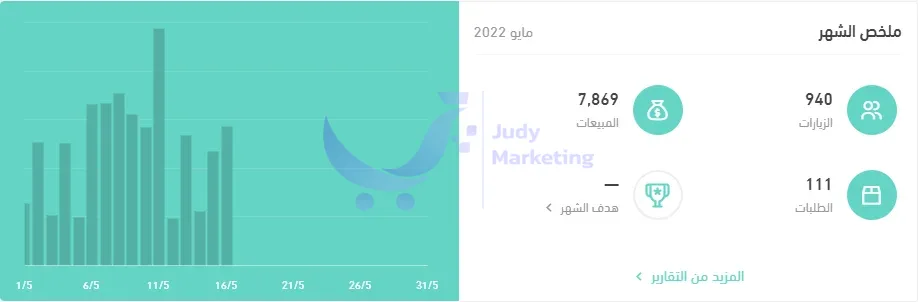 ملخص الشهر
مايو 2022
940
الزيارات
7,869
المبيعات
111
الطلبات
—
هدف الشهر
المزيد من التقارير
Judy
Marketing
1/5 6/5 11/5 16/5 21/5 26/5 31/5